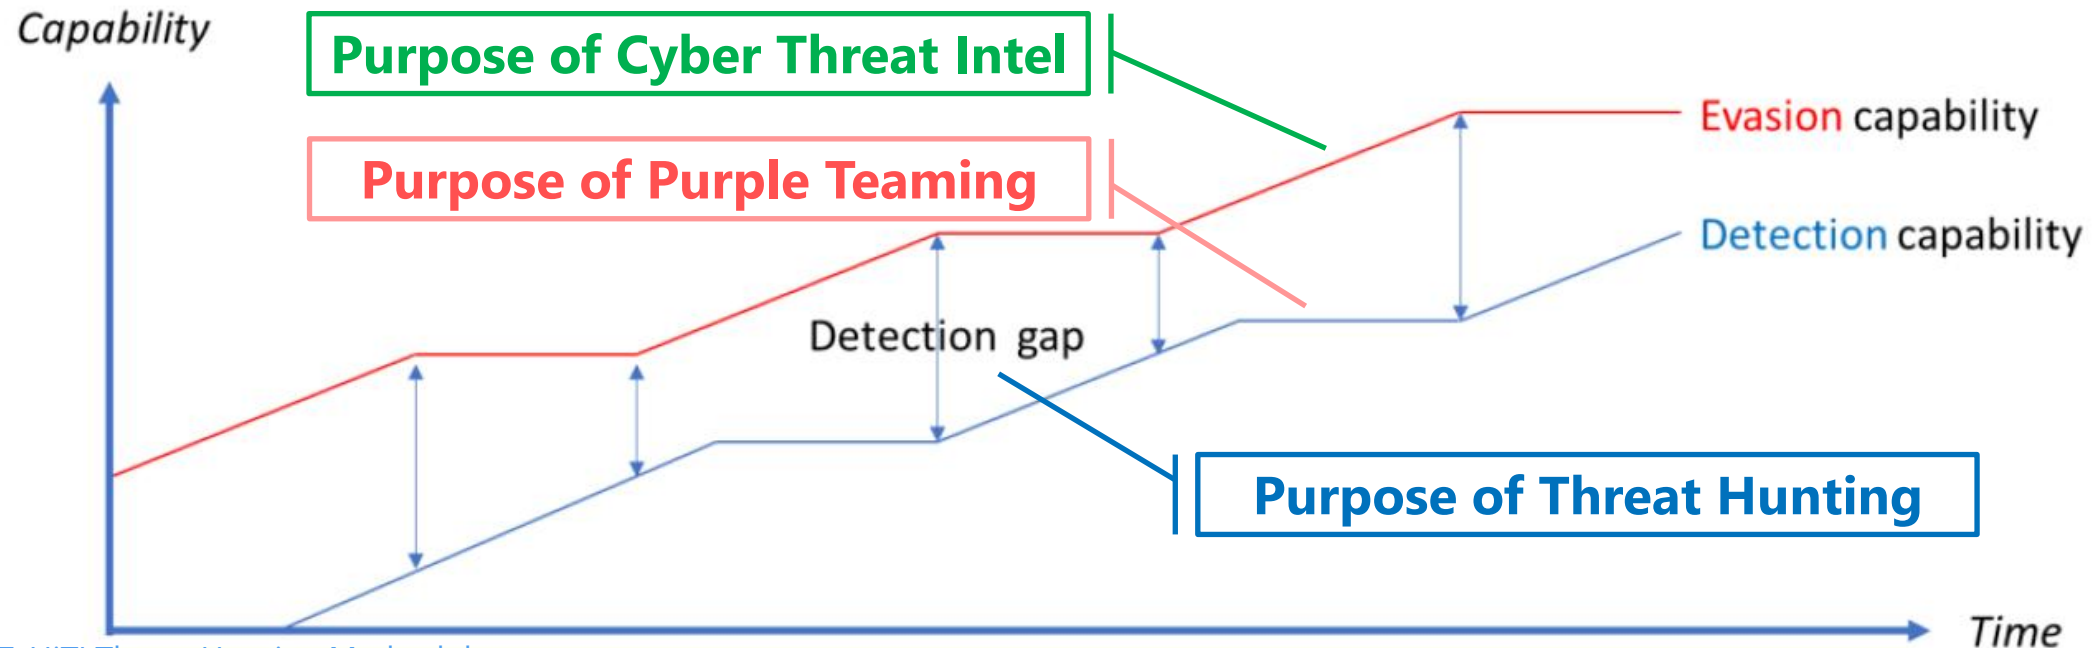 Capability
Purpose of Cyber Threat Intel
Evasion capability
Purpose of Purple Teaming
Detection capability
Detection gap
Purpose of Threat Hunting
Time